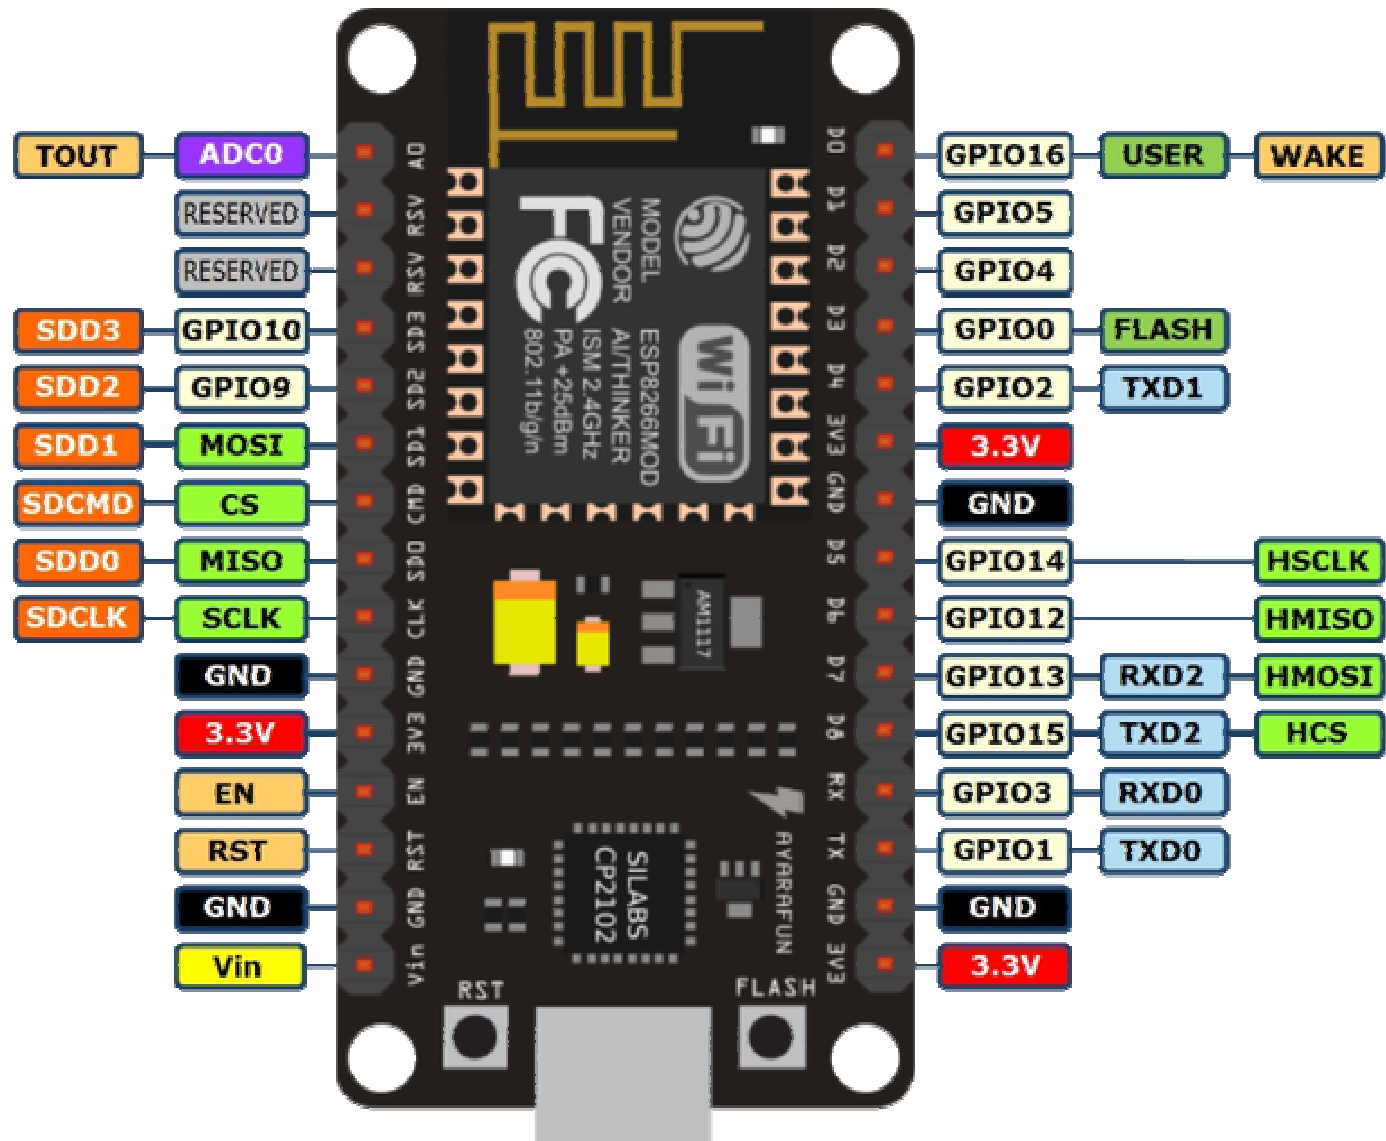 TOUT ADC0 A0 D0 GPIO16 USER WAKE
RESERVED RSV D1 GPIO5
RESERVED RSV D2 GPIO4
SDD3 GPIO10 SD3 D3 GPIO0 FLASH
SDD2 GPIO9 SD2 D4 GPIO2 TXD1
SDD1 MOSI SD1 3V3 3.3V
SDCMD CS CMD GND GND
SDD0 MISO SD0 D5 GPIO14 HSCLK
SDCLK SCLK CLK D6 GPIO12 HMISO
GND GND D7 GPIO13 RXD2 HMOSI
3.3V 3V3 D8 GPIO15 TXD2 HCS
EN EN RX GPIO3 RXD0
RST RST TX GPIO1 TXD0
GND GND GND GND
Vin Vin 3V3 3.3V
FC
MODEL ESP8266MOD
VENDOR AI/THINKER
ISM 2.4GHz
PA +25dBm
802.11b/g/n
Wi Fi
AM1117
SILABS
CP2102
AYARAFUN
RST FLASH